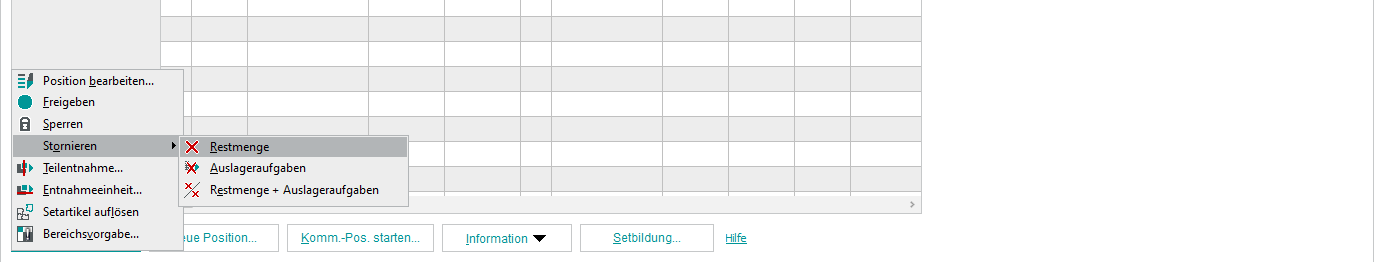 Position bearbeiten...
Freigeben
Sperren
Stornieren
Restmenge
Auslageraufgaben
Restmenge + Auslageraufgaben
Teilentnahme...
Entnahmeeinheit...
Setartikel auflösen
Bereichsvorgabe...
eue Position...
Komm.-Pos. starten...
Information
Setbildung...
Hilfe